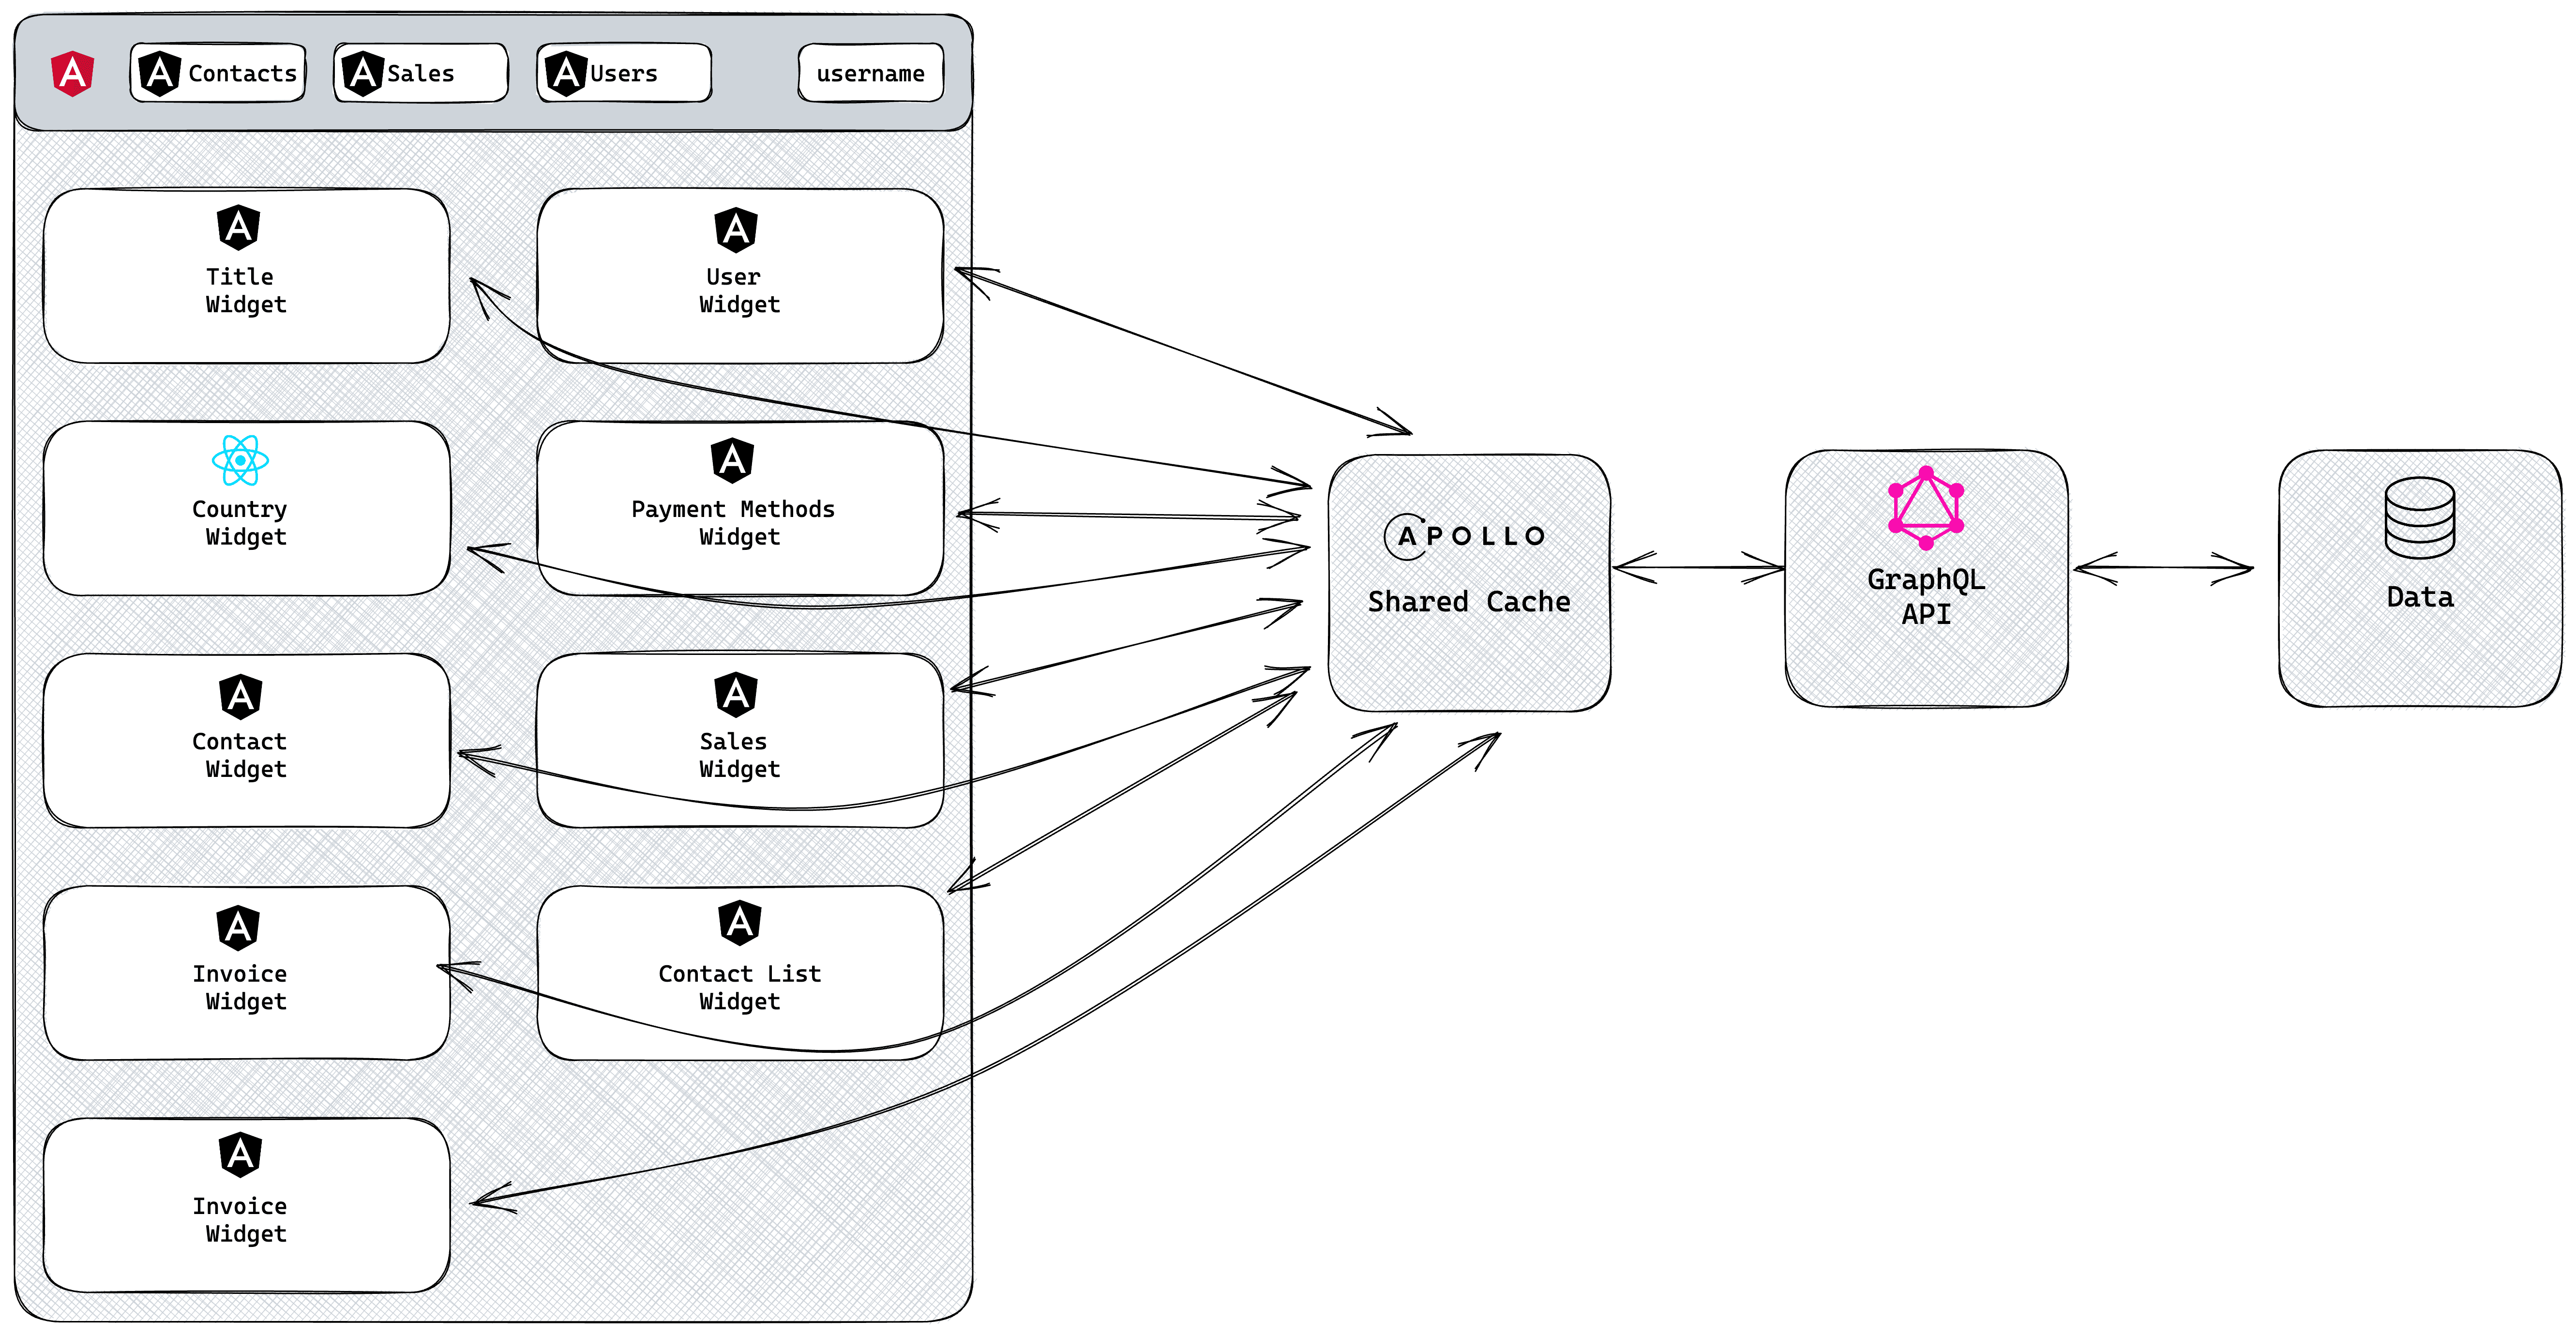 Contacts
Sales
Users
username
Title
Widget
User
Widget
Country
Widget
Payment Methods
Widget
Contact
Widget
Sales
Widget
Invoice
Widget
Contact List
Widget
Invoice
Widget
APOLLO
Shared Cache
GraphQL
API
Data